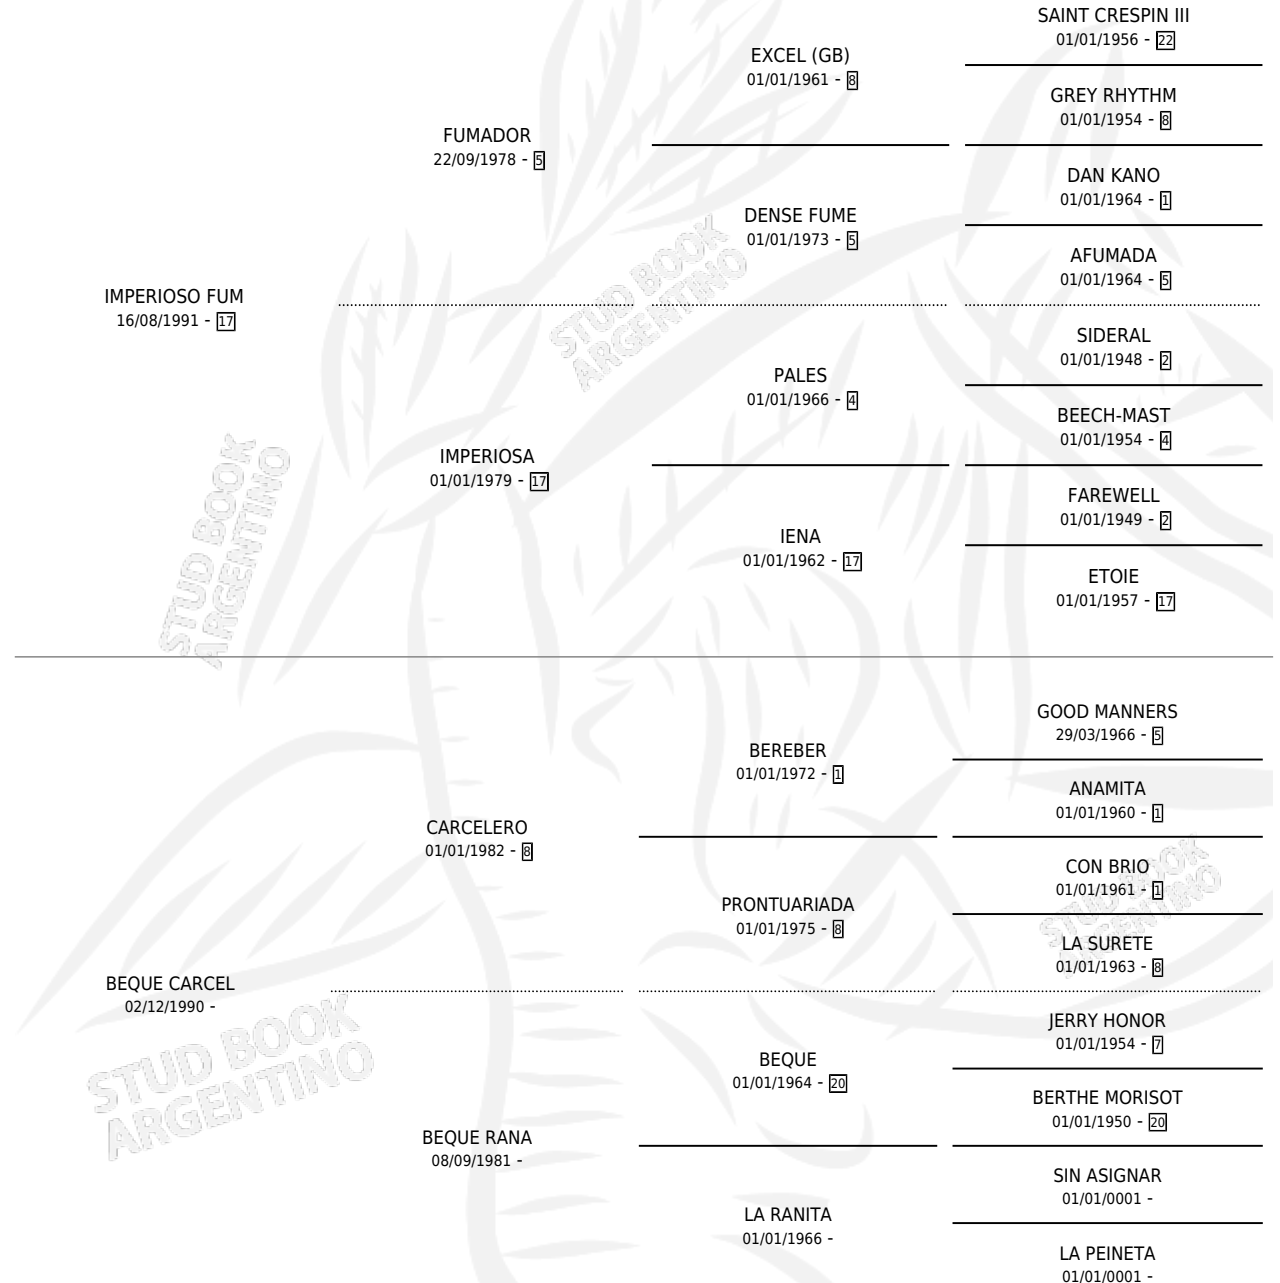 SAINT CRESPIN III
01/01/1956 - 22
EXCEL (GB)
01/01/1961 - 8
GREY RHYTHM
01/01/1954 - 8
FUMADOR
22/09/1978 - 5
DAN KANO
01/01/1964 - 1
DENSE FUME
01/01/1973 - 5
AFUMADA
01/01/1964 - 5
IMPERIOSO FUM
16/08/1991 - 17
SIDERAL
01/01/1948 - 2
PALES
01/01/1966 - 4
BEECH-MAST
01/01/1954 - 4
IMPERIOSA
01/01/1979 - 17
FAREWELL
01/01/1949 - 2
IENA
01/01/1962 - 17
ETOIE
01/01/1957 - 17
GOOD MANNERS
29/03/1966 - 5
BEREBER
01/01/1972 - 1
ANAMITA
01/01/1960 - 1
CARCELERO
01/01/1982 - 8
CON BRIO
01/01/1961 - 1
PRONTUARIADA
01/01/1975 - 8
LA SURETE
01/01/1963 - 8
BEQUE CARCEL
02/12/1990 -
JERRY HONOR
01/01/1954 - 7
BEQUE
01/01/1964 - 20
BERTHE MORISOT
01/01/1950 - 20
BEQUE RANA
08/09/1981 -
SIN ASIGNAR
01/01/0001 -
LA RANITA
01/01/1966 -
LA PEINETA
01/01/0001 -
STUD BOOK
ARGENTINO
STUD BOOK
ARGENTINO
STUD BOOK
ARGENTINO
STUD BOOK
ARGENTINO